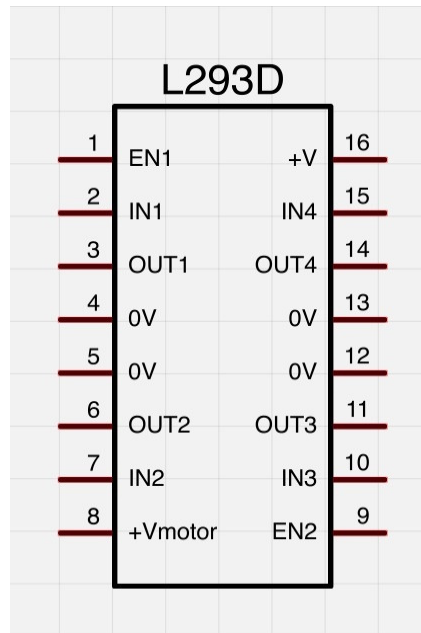 L293D
1 EN1 +V 16
2 IN1 IN4 15
3 OUT1 OUT4 14
4 0V 0V 13
5 0V 0V 12
6 OUT2 OUT3 11
7 IN2 IN3 10
8 +Vmotor EN2 9